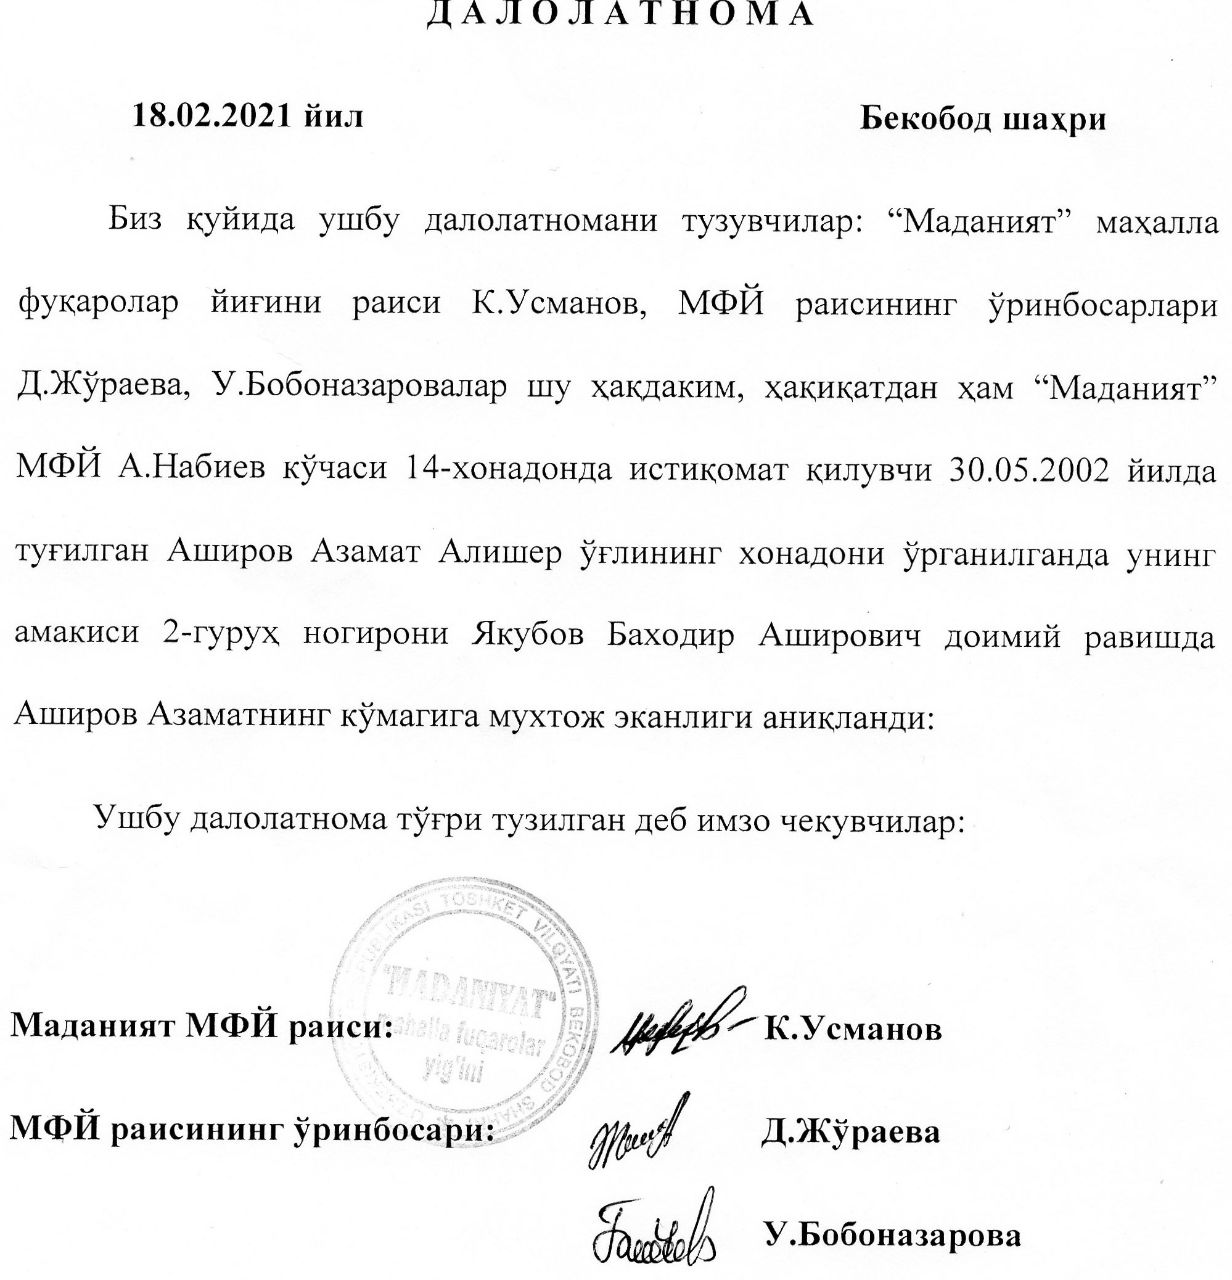 ДАЛОЛАТНОМА
18.02.2021 йил Бекобод шаҳри
Биз қуйида ушбу далолатномани тузувчилар: “Маданият” маҳалла
фуқаролар йиғини раиси К.Усманов, МФЙ раисининг ўринбосарлари
Д.Жўраева, У.Бобоназаровалар шу ҳақдаким, ҳақиқатдан ҳам “Маданият”
МФЙ А.Набиев кўчаси 14-хонадонда истиқомат қилувчи 30.05.2002 йилда
туғилган Аширов Азамат Алишер ўғлининг хонадони ўрганилганда унинг
амакиси 2-гуруҳ ногирони Якубов Баходир Аширович доимий равишда
Аширов Азаматнинг кўмагига мухтож эканлиги аниқланди:
Ушбу далолатнома тўғри тузилган деб имзо чекувчилар:
TOSHKET VILOYATI BEKOBOD SHAHRI
"MADANIYAT"
mahalla fuqarolar
yig'ini
Маданият МФЙ раиси: К.Усманов
МФЙ раисининг ўринбосари: Д.Жўраева
У.Бобоназарова